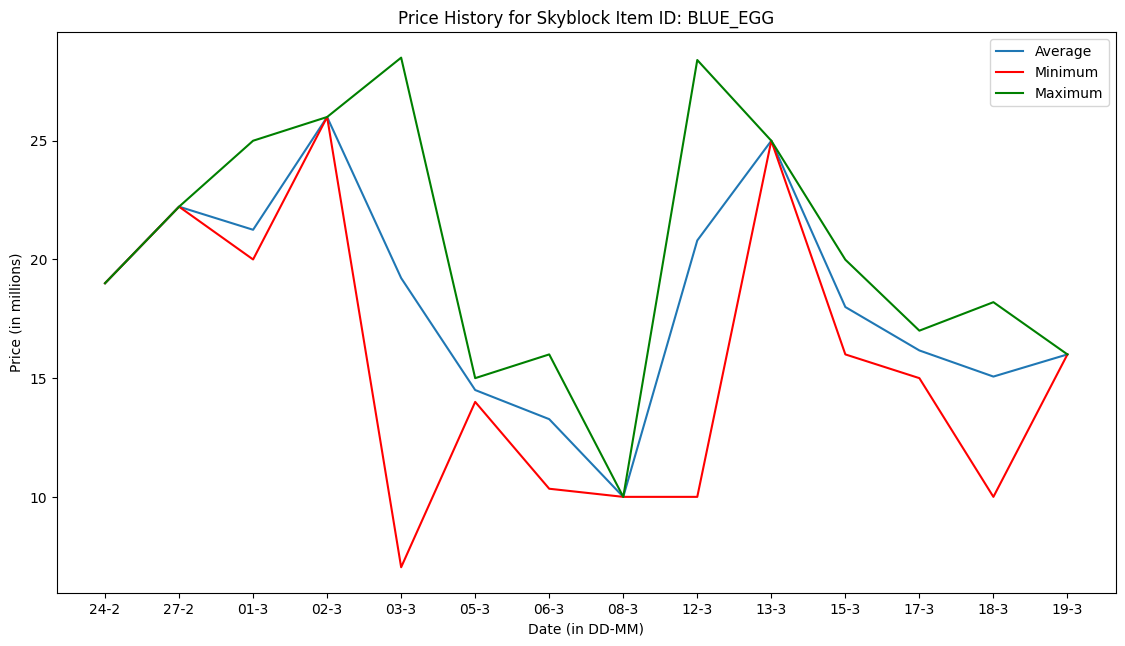 Price History for Skyblock Item ID: BLUE_EGG
Average
Minimum
Maximum
25
20
15
10
Price (in millions)
24-2 27-2 01-3 02-3 03-3 05-3 06-3 08-3 12-3 13-3 15-3 17-3 18-3 19-3
Date (in DD-MM)